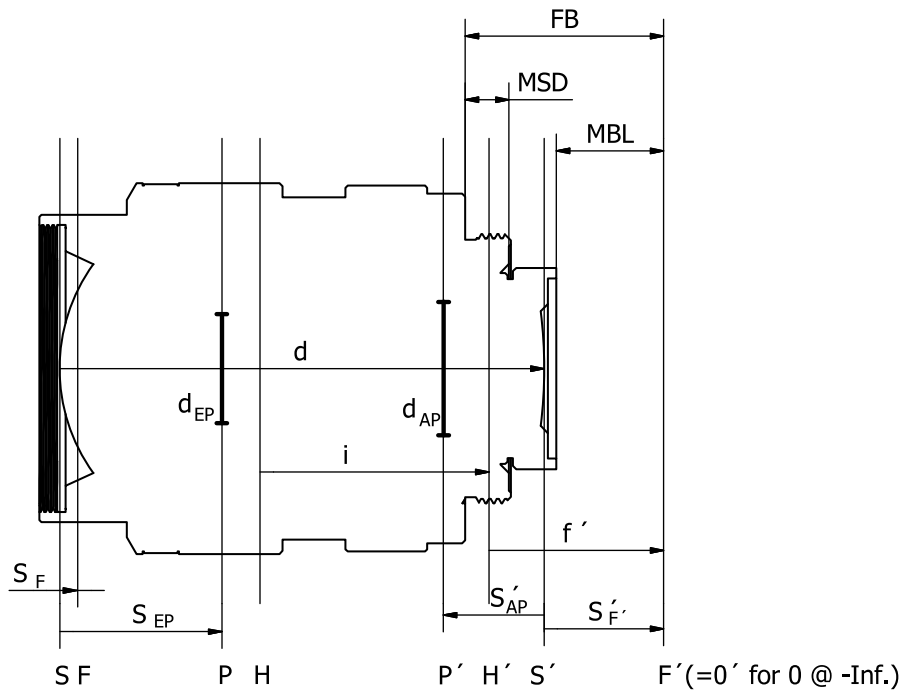 FB
MSD
MBL
d
d EP
d AP
i
f ´
S F
S EP
S ´ AP
S ´ F´
S F P H P´ H´ S´ F´(=0´ for 0 @ -Inf.)